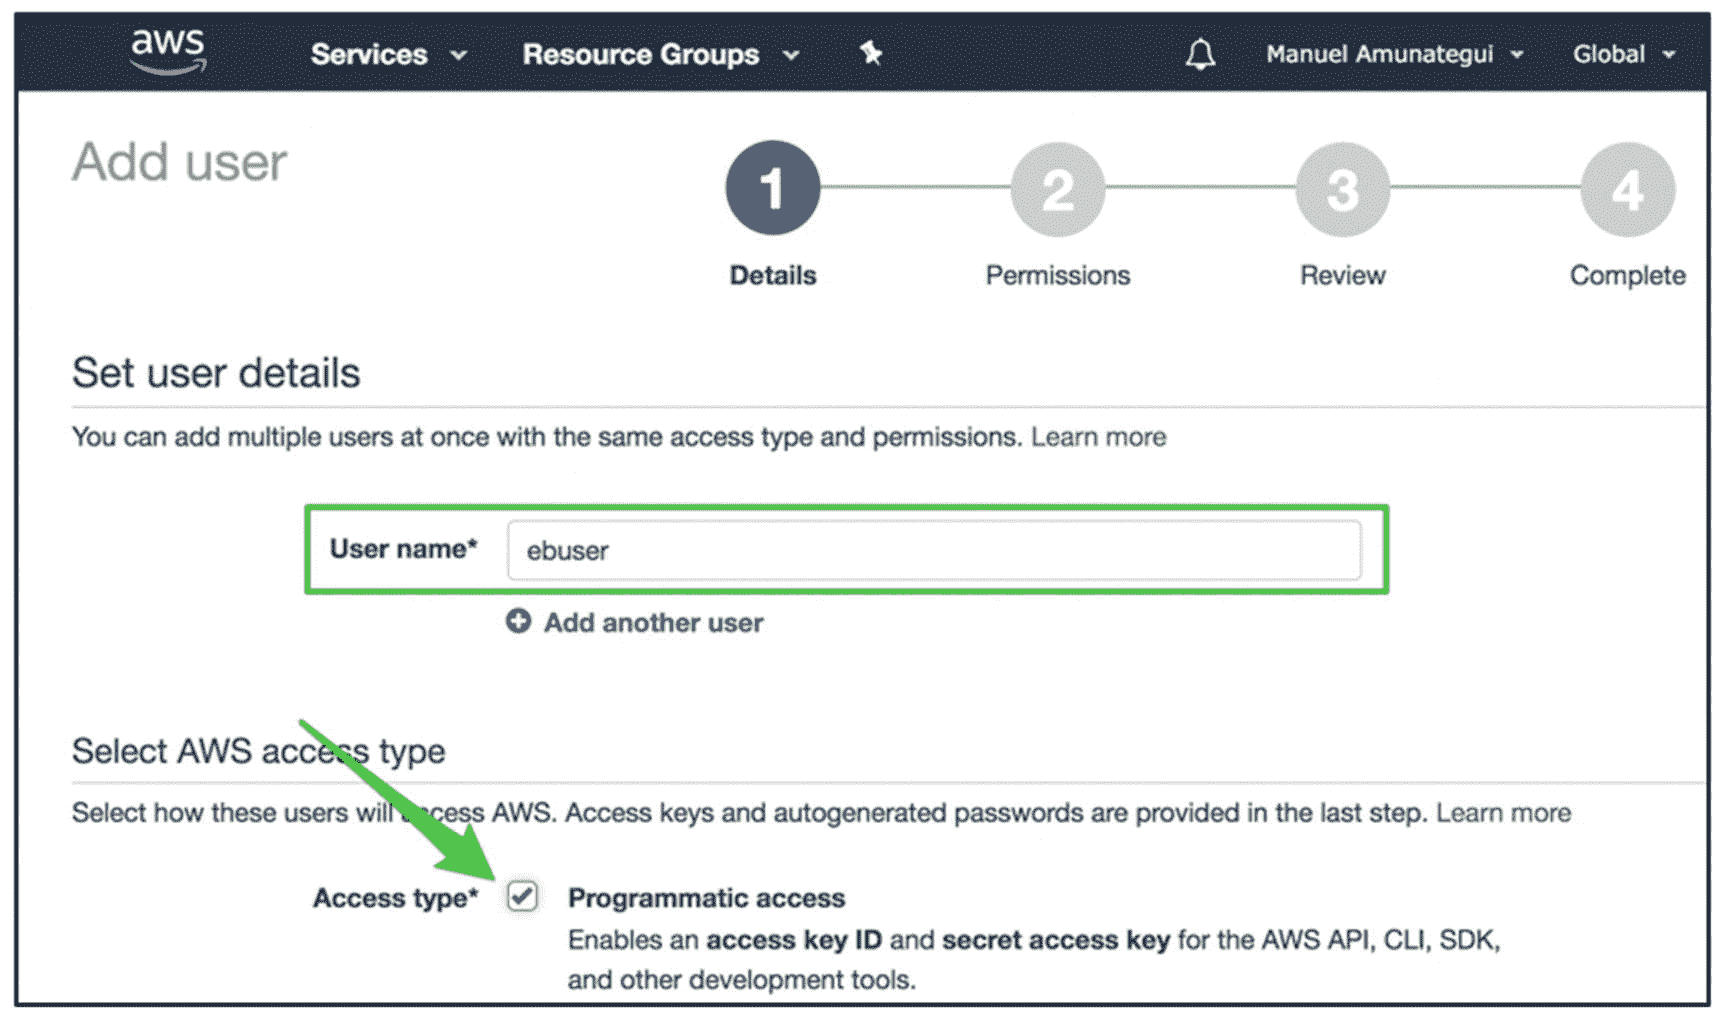 aws Services Resource Groups Manuel Amunategui Global
Add user
1 2 3 4
Details Permissions Review Complete
Set user details
You can add multiple users at once with the same access type and permissions. Learn more
User name* ebuser
Add another user
Select AWS access type
Select how these users will access AWS. Access keys and autogenerated passwords are provided in the last step. Learn more
Access type* Programmatic access
Enables an access key ID and secret access key for the AWS API, CLI, SDK,
and other development tools.